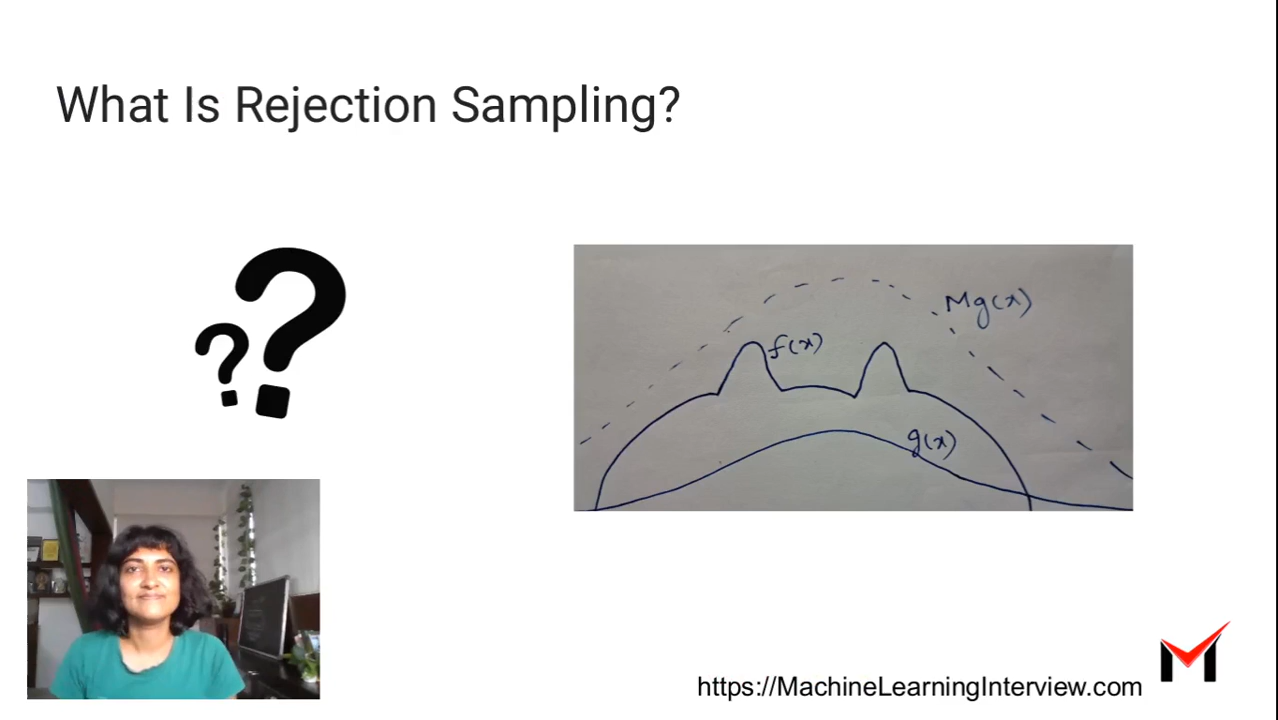 What Is Rejection Sampling?
Mg(x)
f(x)
g(x)
https://MachineLearningInterview.com